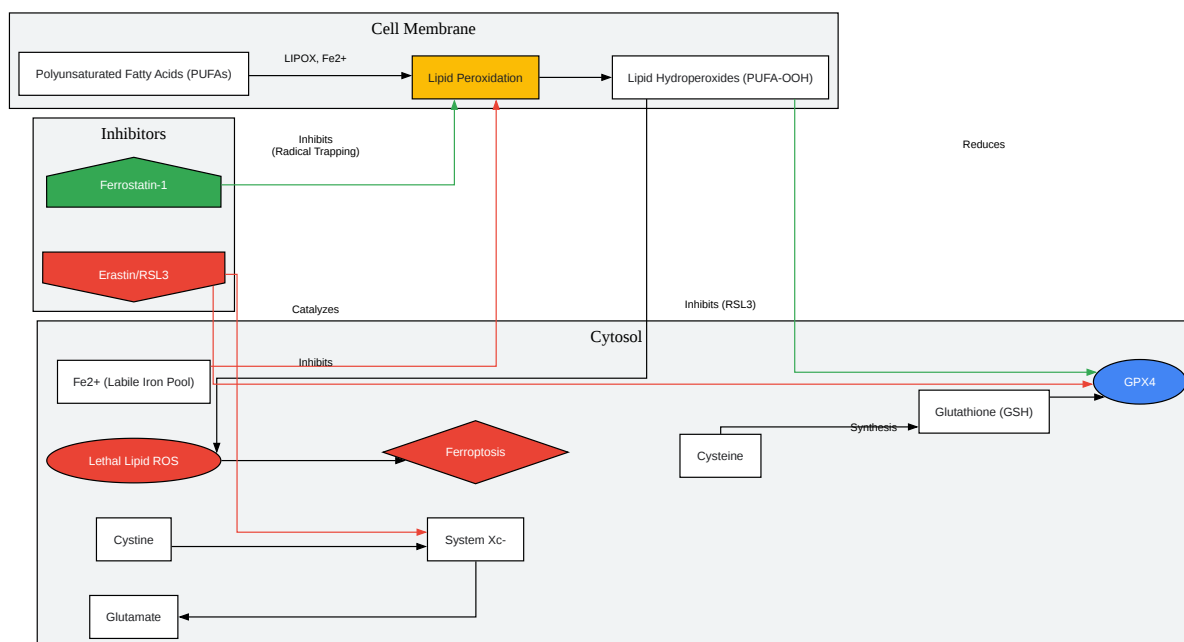 Cell Membrane
Polyunsaturated Fatty Acids (PUFAs)
LIPOX, Fe2+
Lipid Peroxidation
Lipid Hydroperoxides (PUFA-OOH)
Inhibitors
Inhibits
(Radical Trapping)
Reduces
Ferrostatin-1
Erastin/RSL3
Catalyzes
Inhibits (RSL3)
Cytosol
Inhibits
Fe2+ (Labile Iron Pool)
GPX4
Glutathione (GSH)
Synthesis
Cysteine
Lethal Lipid ROS
Ferroptosis
Cystine
System Xc-
Glutamate